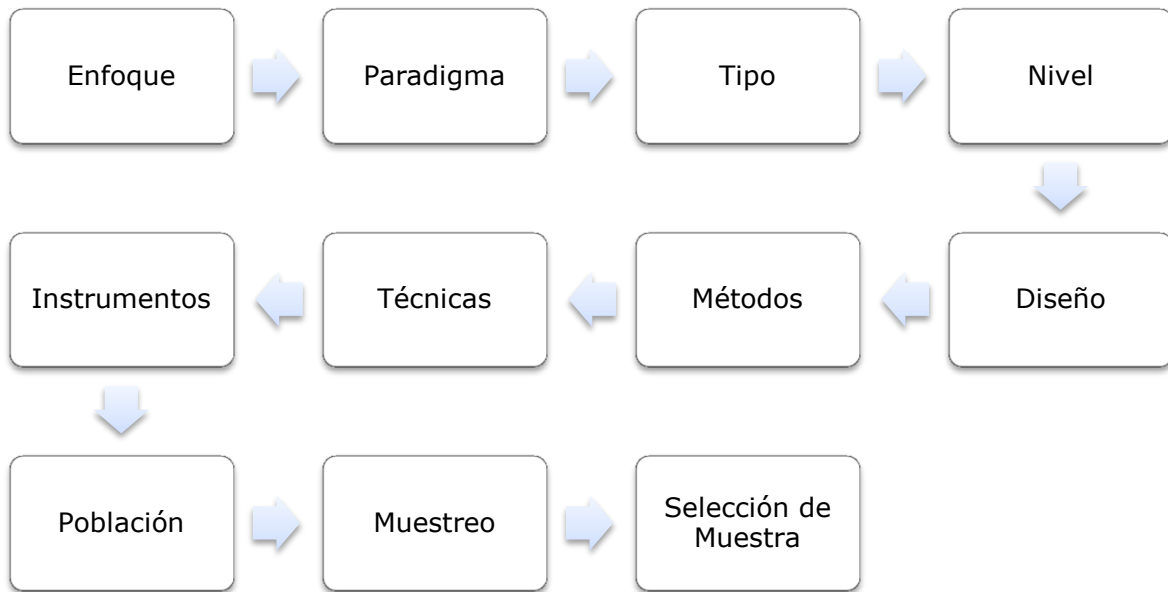 Enfoque
Paradigma
Tipo
Nivel
Diseño
Métodos
Técnicas
Instrumentos
Población
Muestreo
Selección de
Muestra